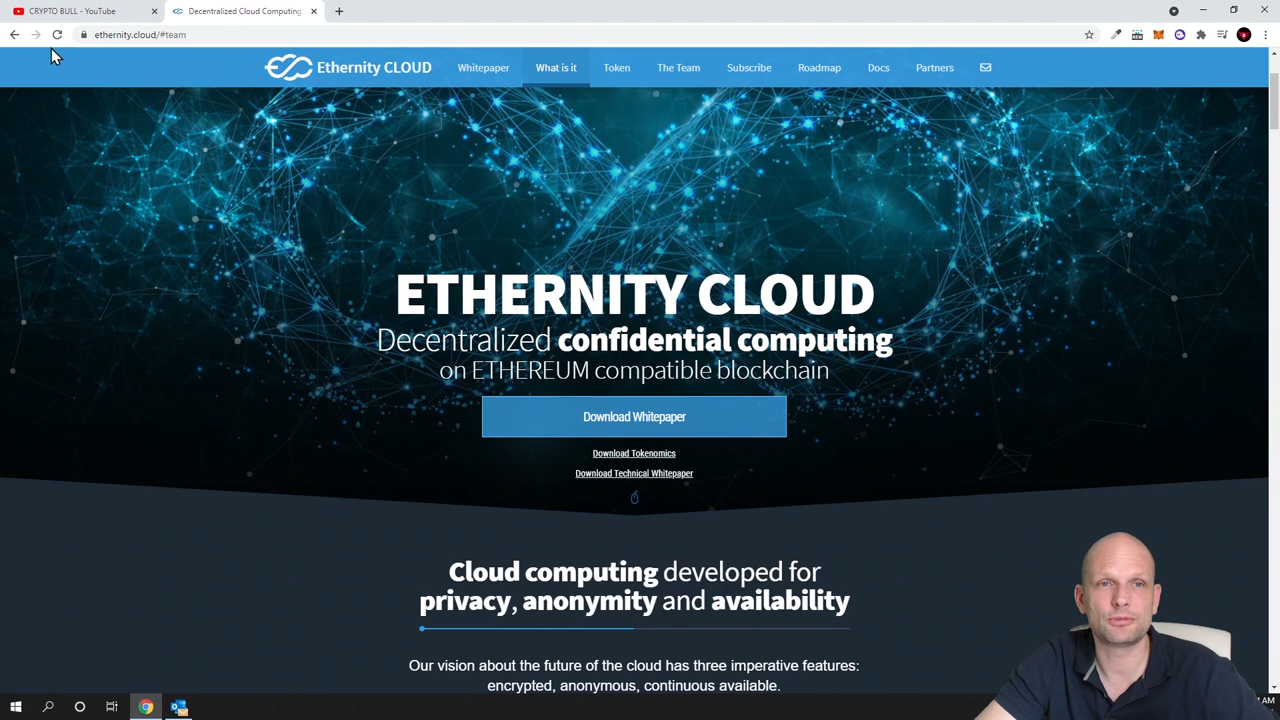 CRYPTO BULL - YouTube
Decentralized Cloud Computing
ethernity.cloud/#team
Ethernity CLOUD
Whitepaper
What is it
Token
The Team
Subscribe
Roadmap
Docs
Partners
ETHERNITY CLOUD
Decentralized confidential computing
on ETHEREUM compatible blockchain
Download Whitepaper
Download Tokenomics
Download Technical Whitepaper
Cloud computing developed for
privacy, anonymity and availability
Our vision about the future of the cloud has three imperative features:
encrypted, anonymous, continuous available.
AM